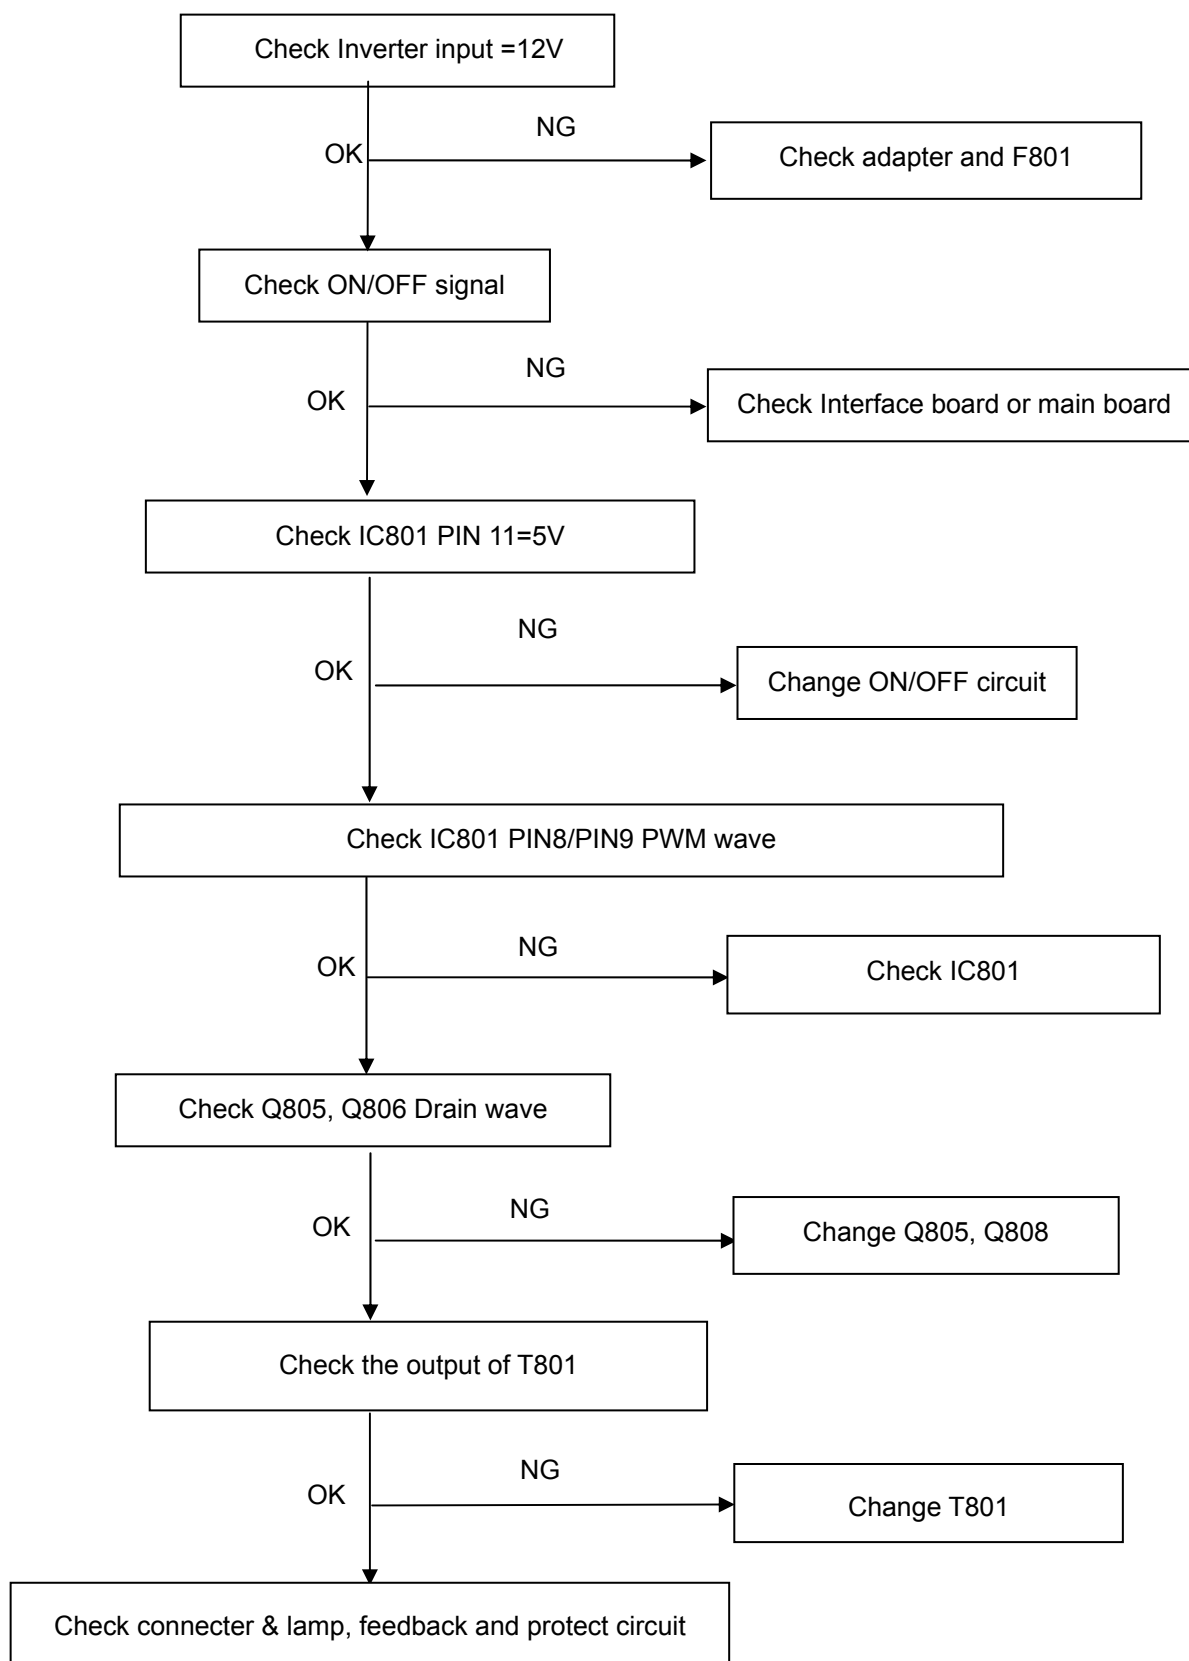 Check Inverter input =12V
NG
OK
Check adapter and F801
Check ON/OFF signal
NG
OK
Check Interface board or main board
Check IC801 PIN 11=5V
NG
OK
Change ON/OFF circuit
Check IC801 PIN8/PIN9 PWM wave
NG
OK
Check IC801
Check Q805, Q806 Drain wave
NG
OK
Change Q805, Q808
Check the output of T801
NG
OK
Change T801
Check connecter & lamp, feedback and protect circuit